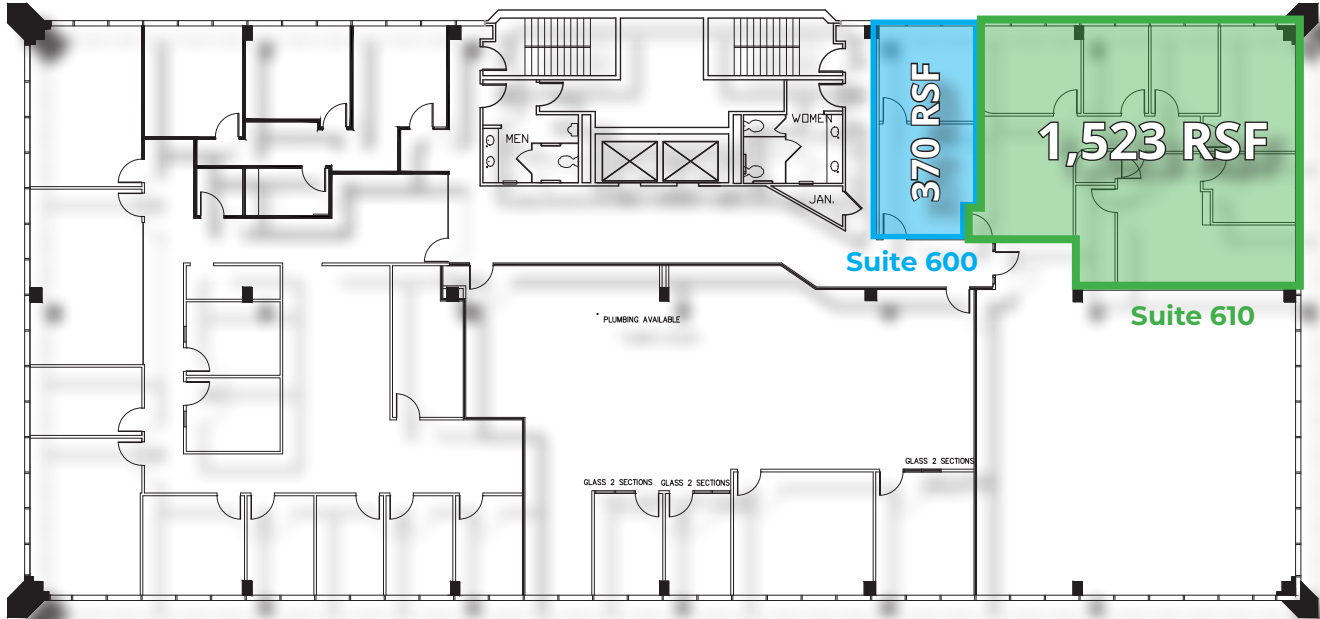 370 RSF
1,523 RSF
WOMEN
MEN
JAN.
Suite 600
Suite 610
PLUMBING AVAILABLE
GLASS 2 SECTIONS
GLASS 2 SECTIONS
GLASS 2 SECTIONS